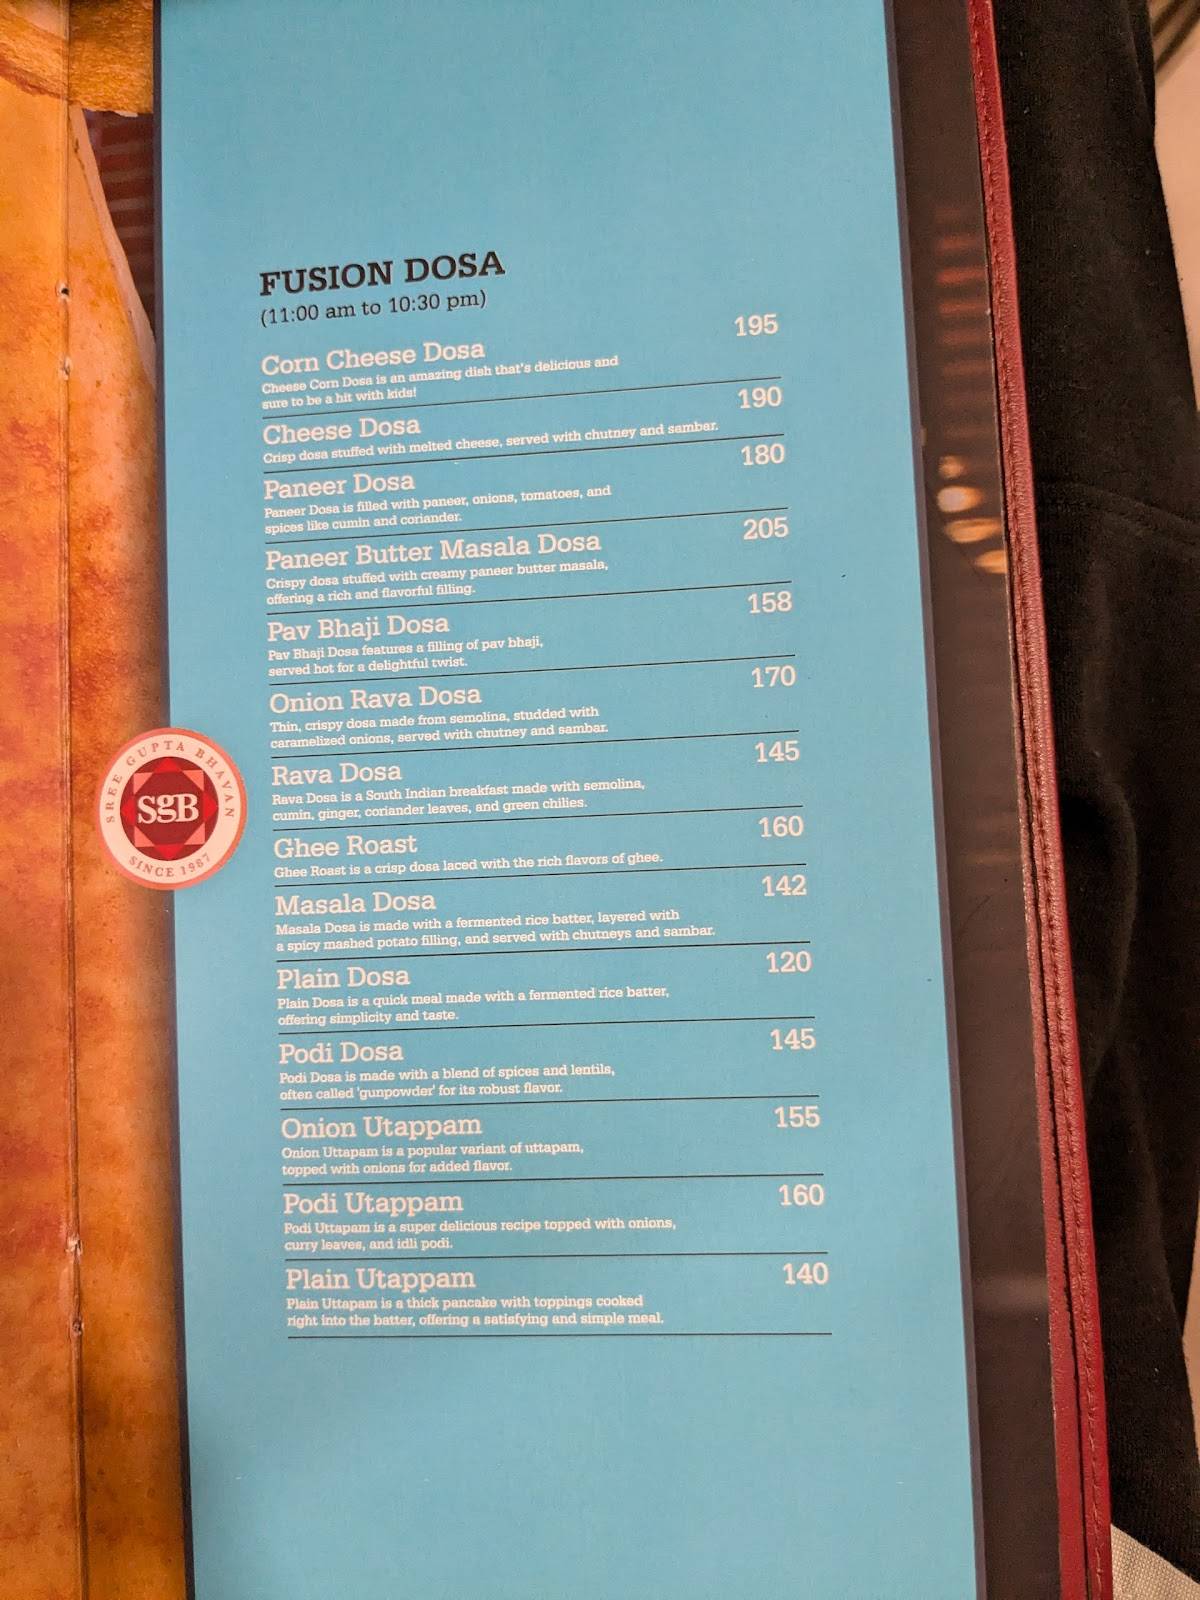 FUSION DOSA
(11:00 am to 10:30 pm)
Corn Cheese Dosa 195
Cheese Corn Dosa is an amazing dish that's delicious and
sure to be a hit with kids!
Cheese Dosa 190
Crisp dosa stuffed with melted cheese, served with chutney and sambar.
Paneer Dosa 180
Paneer Dosa is filled with paneer, onions, tomatoes, and
spices like cumin and coriander.
Paneer Butter Masala Dosa 205
Crispy dosa stuffed with creamy paneer butter masala,
offering a rich and flavorful filling.
Pav Bhaji Dosa 158
Pav Bhaji Dosa features a filling of pav bhaji,
served hot for a delightful twist.
Onion Rava Dosa 170
Thin, crispy dosa made from semolina, studded with
caramelized onions, served with chutney and sambar.
Rava Dosa 145
Rava Dosa is a South Indian breakfast made with semolina,
cumin, ginger, coriander leaves, and green chilies.
Ghee Roast 160
Ghee Roast is a crisp dosa laced with the rich flavors of ghee.
Masala Dosa 142
Masala Dosa is made with a fermented rice batter, layered with
a spicy mashed potato filling, and served with chutneys and sambar.
Plain Dosa 120
Plain Dosa is a quick meal made with a fermented rice batter,
offering simplicity and taste.
Podi Dosa 145
Podi Dosa is made with a blend of spices and lentils,
often called 'gunpowder' for its robust flavor.
Onion Utappam 155
Onion Uttapam is a popular variant of uttapam,
topped with onions for added flavor.
Podi Utappam 160
Podi Uttapam is a super delicious recipe topped with onions,
curry leaves, and idli podi.
Plain Utappam 140
Plain Uttapam is a thick pancake with toppings cooked
right into the batter, offering a satisfying and simple meal.
SREE GUPTA BHAVAN
SgB
SINCE 1987